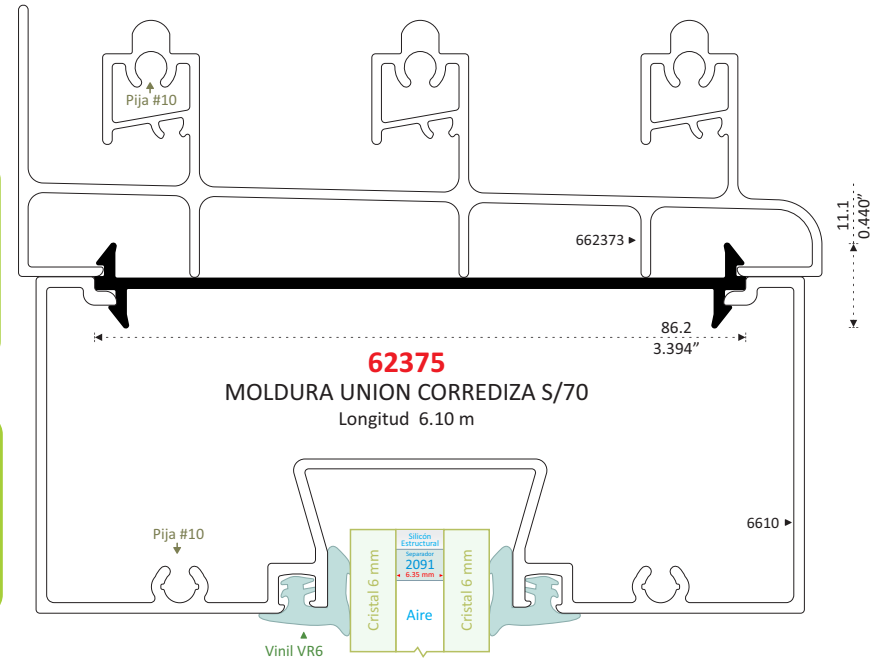 Pija #10
662373
11.1
0.440"
86.2
3.394"
62375
MOLDURA UNION CORREDIZA S/70
Longitud 6.10 m
6610
Pija #10
Silicón
Estructural
Separador
2091
6.35 mm
Cristal 6 mm
Aire
Cristal 6 mm
Vinil VR6